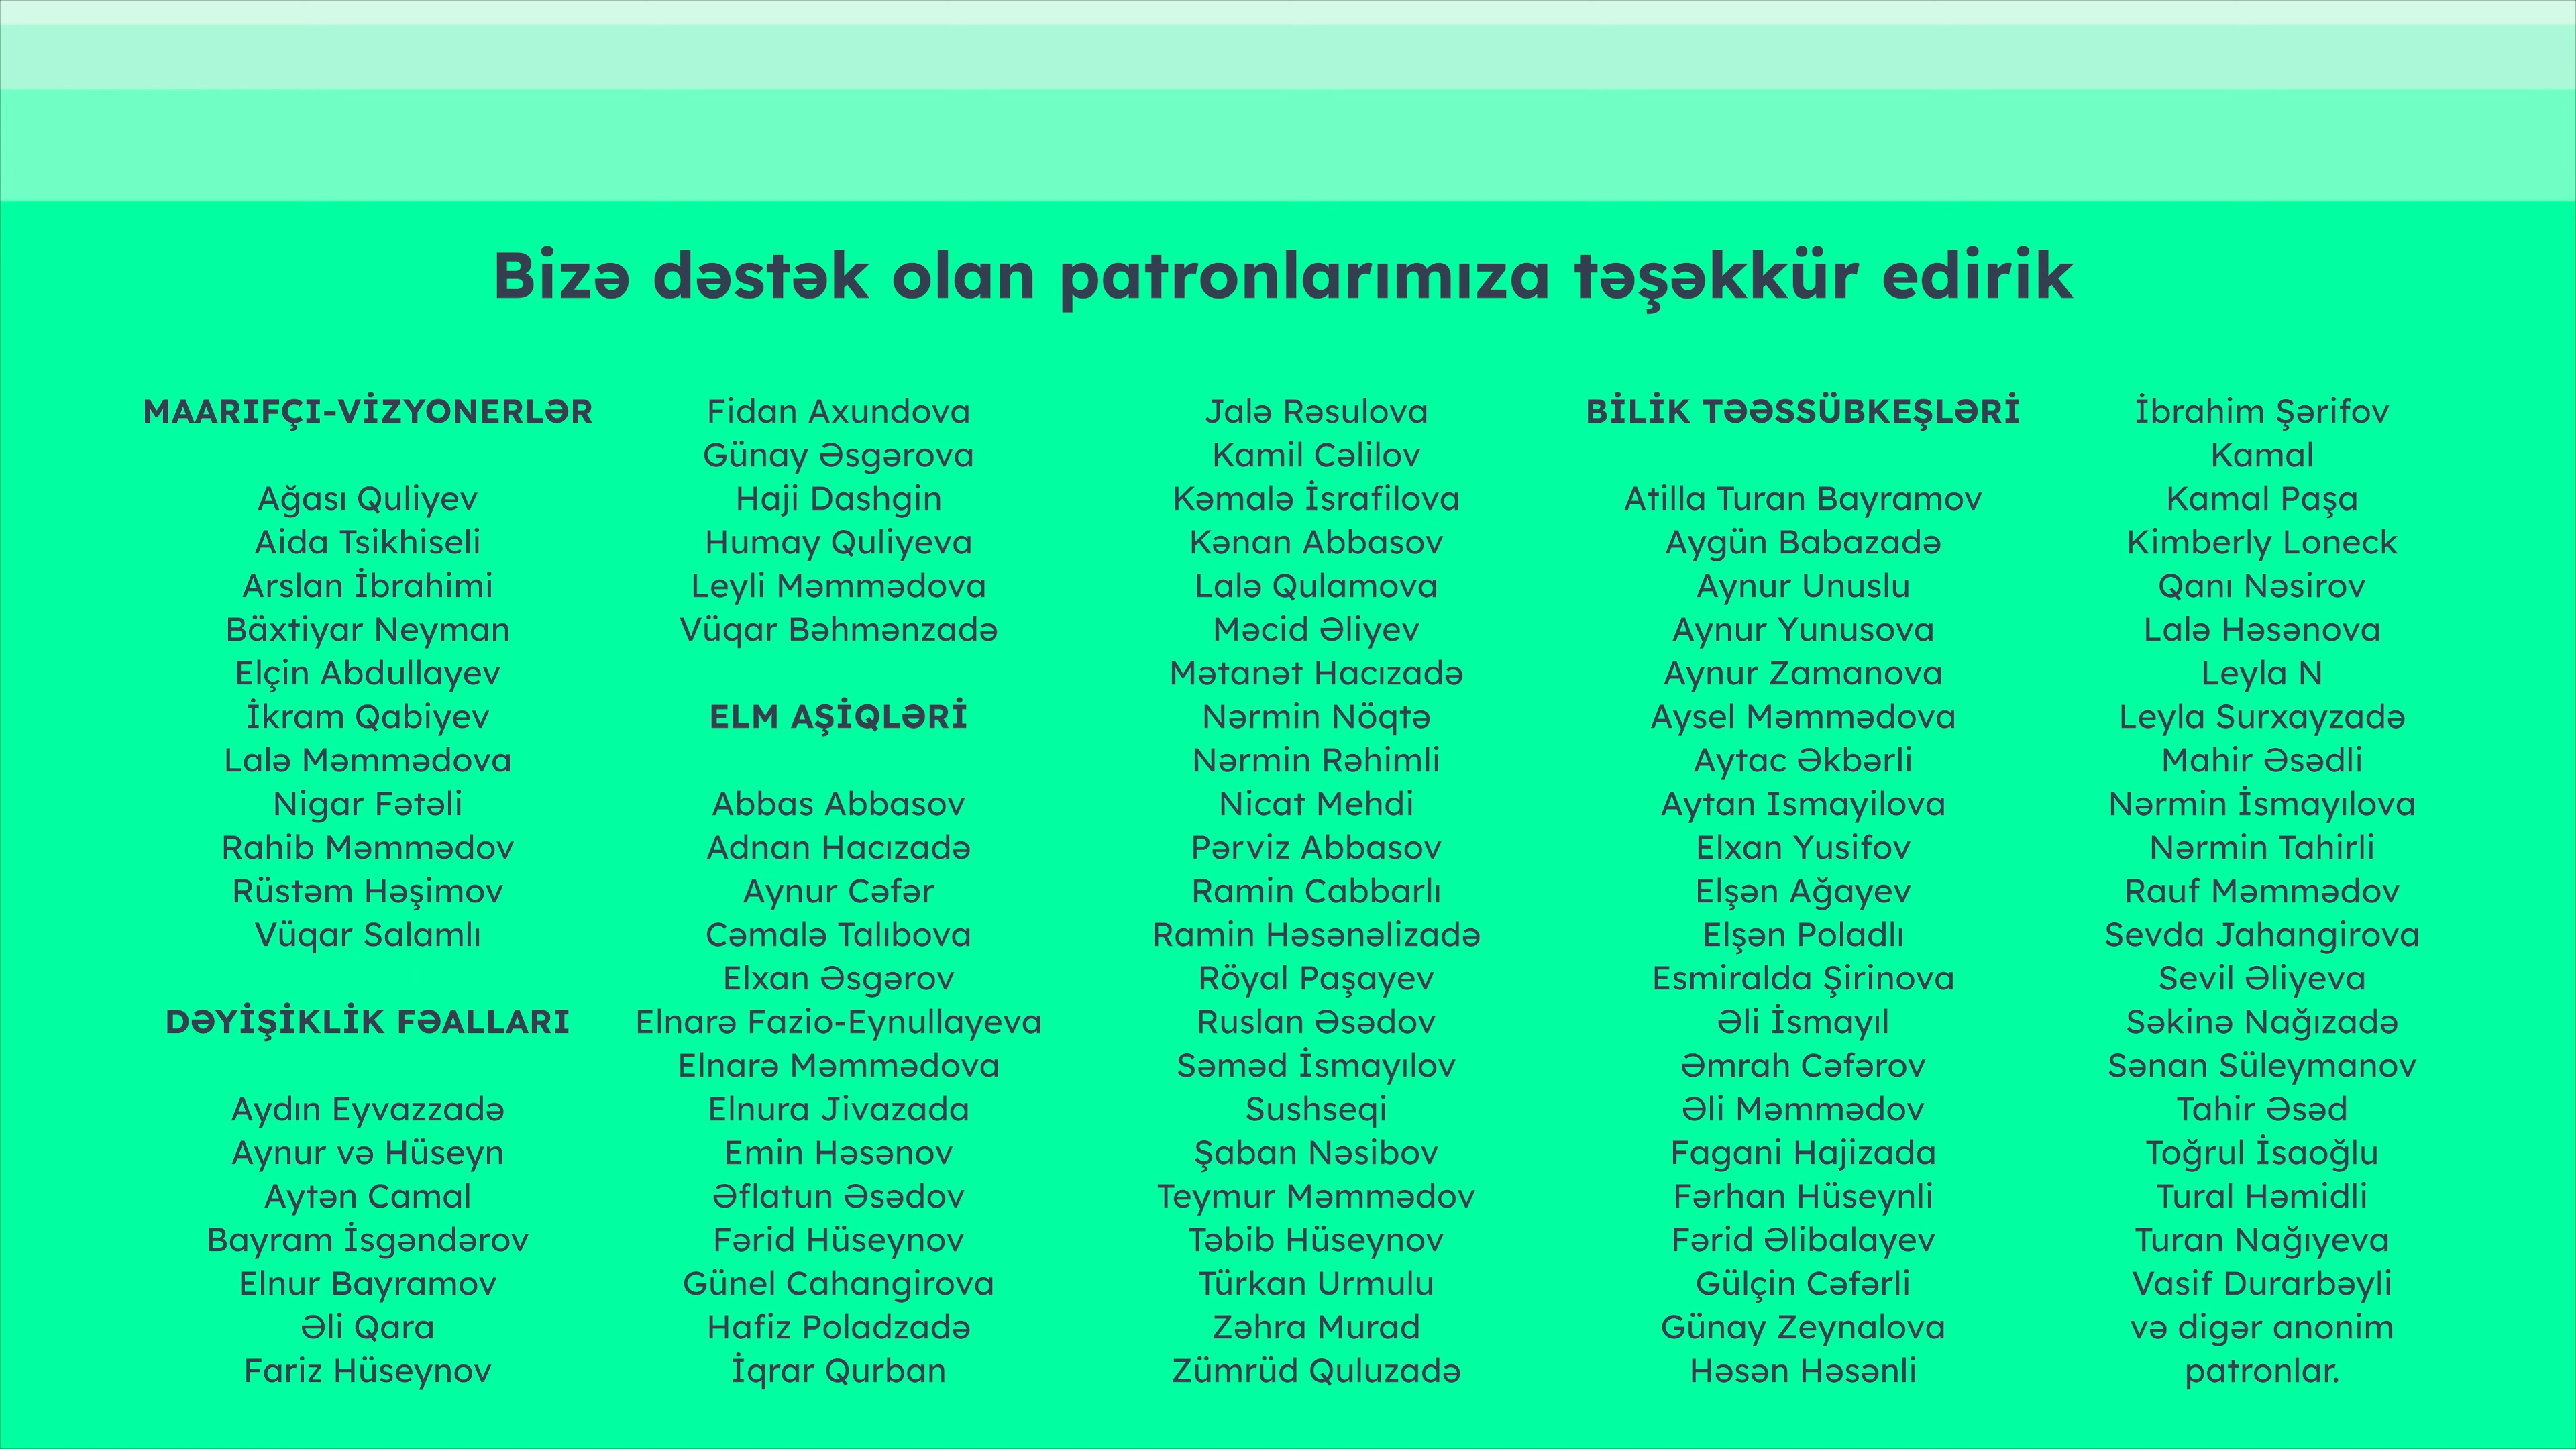 Bizə dəstək olan patronlarımıza təşəkkür edirik
MAARIFÇI-VİZYONERLƏR
Ağası Quliyev
Aida Tsikhiseli
Arslan İbrahimi
Bäxtiyar Neyman
Elçin Abdullayev
İkram Qabiyev
Lalə Məmmədova
Nigar Fətəli
Rahib Məmmədov
Rüstəm Həşimov
Vüqar Salamlı
DƏYİŞİKLİK FƏALLARI
Aydın Eyvazzadə
Aynur və Hüseyn
Aytən Camal
Bayram İsgəndərov
Elnur Bayramov
Əli Qara
Fariz Hüseynov
Fidan Axundova
Günay Əsgərova
Haji Dashgin
Humay Quliyeva
Leyli Məmmədova
Vüqar Bəhmənzadə
ELM AŞİQLƏRİ
Abbas Abbasov
Adnan Hacızadə
Aynur Cəfər
Cəmalə Talıbova
Elxan Əsgərov
Elnarə Fazio-Eynullayeva
Elnarə Məmmədova
Elnura Jivazada
Emin Həsənov
Əflatun Əsədov
Fərid Hüseynov
Günel Cahangirova
Hafiz Poladzadə
İqrar Qurban
Jalə Rəsulova
Kamil Cəlilov
Kəmalə İsrafilova
Kənan Abbasov
Lalə Qulamova
Məcid Əliyev
Mətanət Hacızadə
Nərmin Nöqtə
Nərmin Rəhimli
Nicat Mehdi
Pərviz Abbasov
Ramin Cabbarlı
Ramin Həsənəlizadə
Röyal Paşayev
Ruslan Əsədov
Səməd İsmayılov
Sushseqi
Şaban Nəsibov
Teymur Məmmədov
Təbib Hüseynov
Türkan Urmulu
Zəhra Murad
Zümrüd Quluzadə
BİLİK TƏƏSSÜBKEŞLƏRİ
Atilla Turan Bayramov
Aygün Babazadə
Aynur Unuslu
Aynur Yunusova
Aynur Zamanova
Aysel Məmmədova
Aytac Əkbərli
Aytan Ismayilova
Elxan Yusifov
Elşən Ağayev
Elşən Poladlı
Esmiralda Şirinova
Əli İsmayıl
Əmrah Cəfərov
Əli Məmmədov
Fagani Hajizada
Fərhan Hüseynli
Fərid Əlibalayev
Gülçin Cəfərli
Günay Zeynalova
Həsən Həsənli
İbrahim Şərifov
Kamal
Kamal Paşa
Kimberly Loneck
Qanı Nəsirov
Lalə Həsənova
Leyla N
Leyla Surxayzadə
Mahir Əsədli
Nərmin İsmayılova
Nərmin Tahirli
Rauf Məmmədov
Sevda Jahangirova
Sevil Əliyeva
Səkinə Nağızadə
Sənan Süleymanov
Tahir Əsəd
Toğrul İsaoğlu
Tural Həmidli
Turan Nağıyeva
Vasif Durarbəyli
və digər anonim
patronlar.